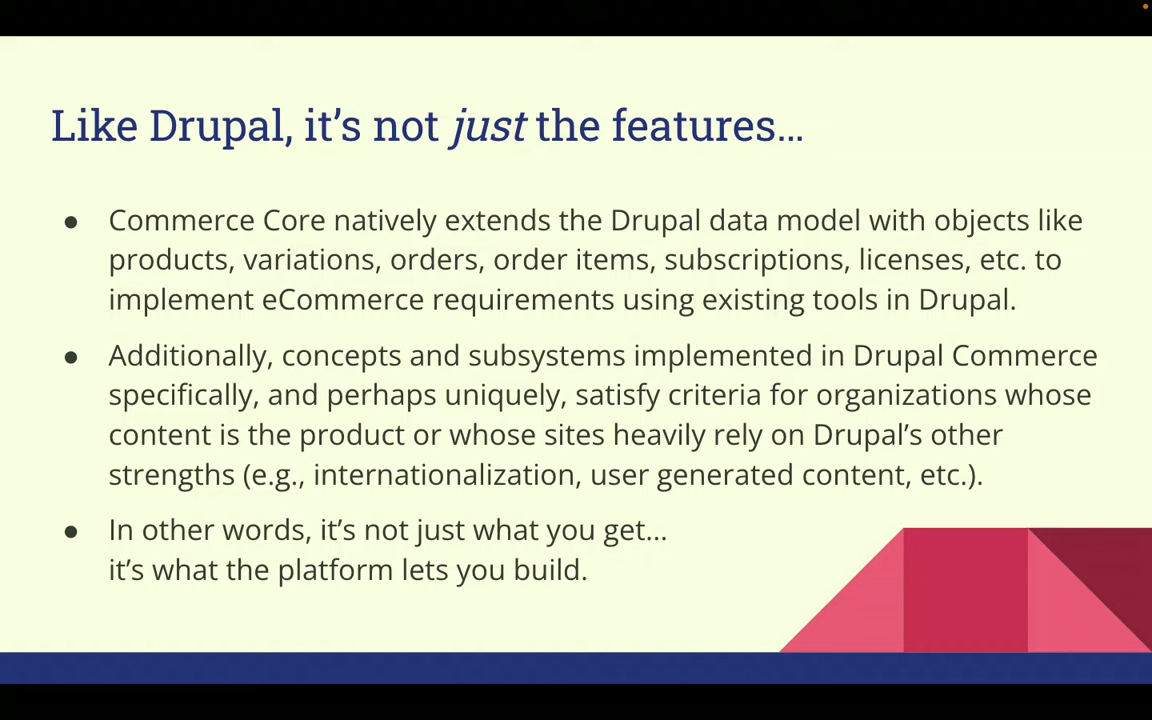 Like Drupal, it’s not just the features…
● Commerce Core natively extends the Drupal data model with objects like
products, variations, orders, order items, subscriptions, licenses, etc. to
implement eCommerce requirements using existing tools in Drupal.
● Additionally, concepts and subsystems implemented in Drupal Commerce
specifically, and perhaps uniquely, satisfy criteria for organizations whose
content is the product or whose sites heavily rely on Drupal’s other
strengths (e.g., internationalization, user generated content, etc.).
● In other words, it’s not just what you get…
it’s what the platform lets you build.